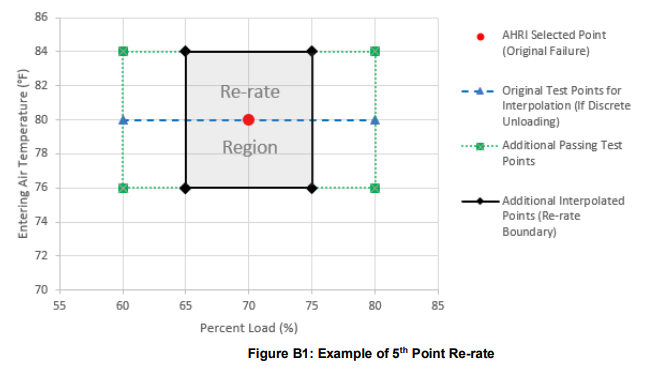 86
84
82
80
78
76
74
72
70
Entering Air Temperature (°F)
Re-rate
Region
55
60
65
70
75
80
85
Percent Load (%)
AHRI Selected Point
(Original Failure)
Original Test Points for
Interpolation (If Discrete
Unloading)
Additional Passing Test
Points
Additional Interpolated
Points (Re-rate
Boundary)
Figure B1: Example of 5th Point Re-rate